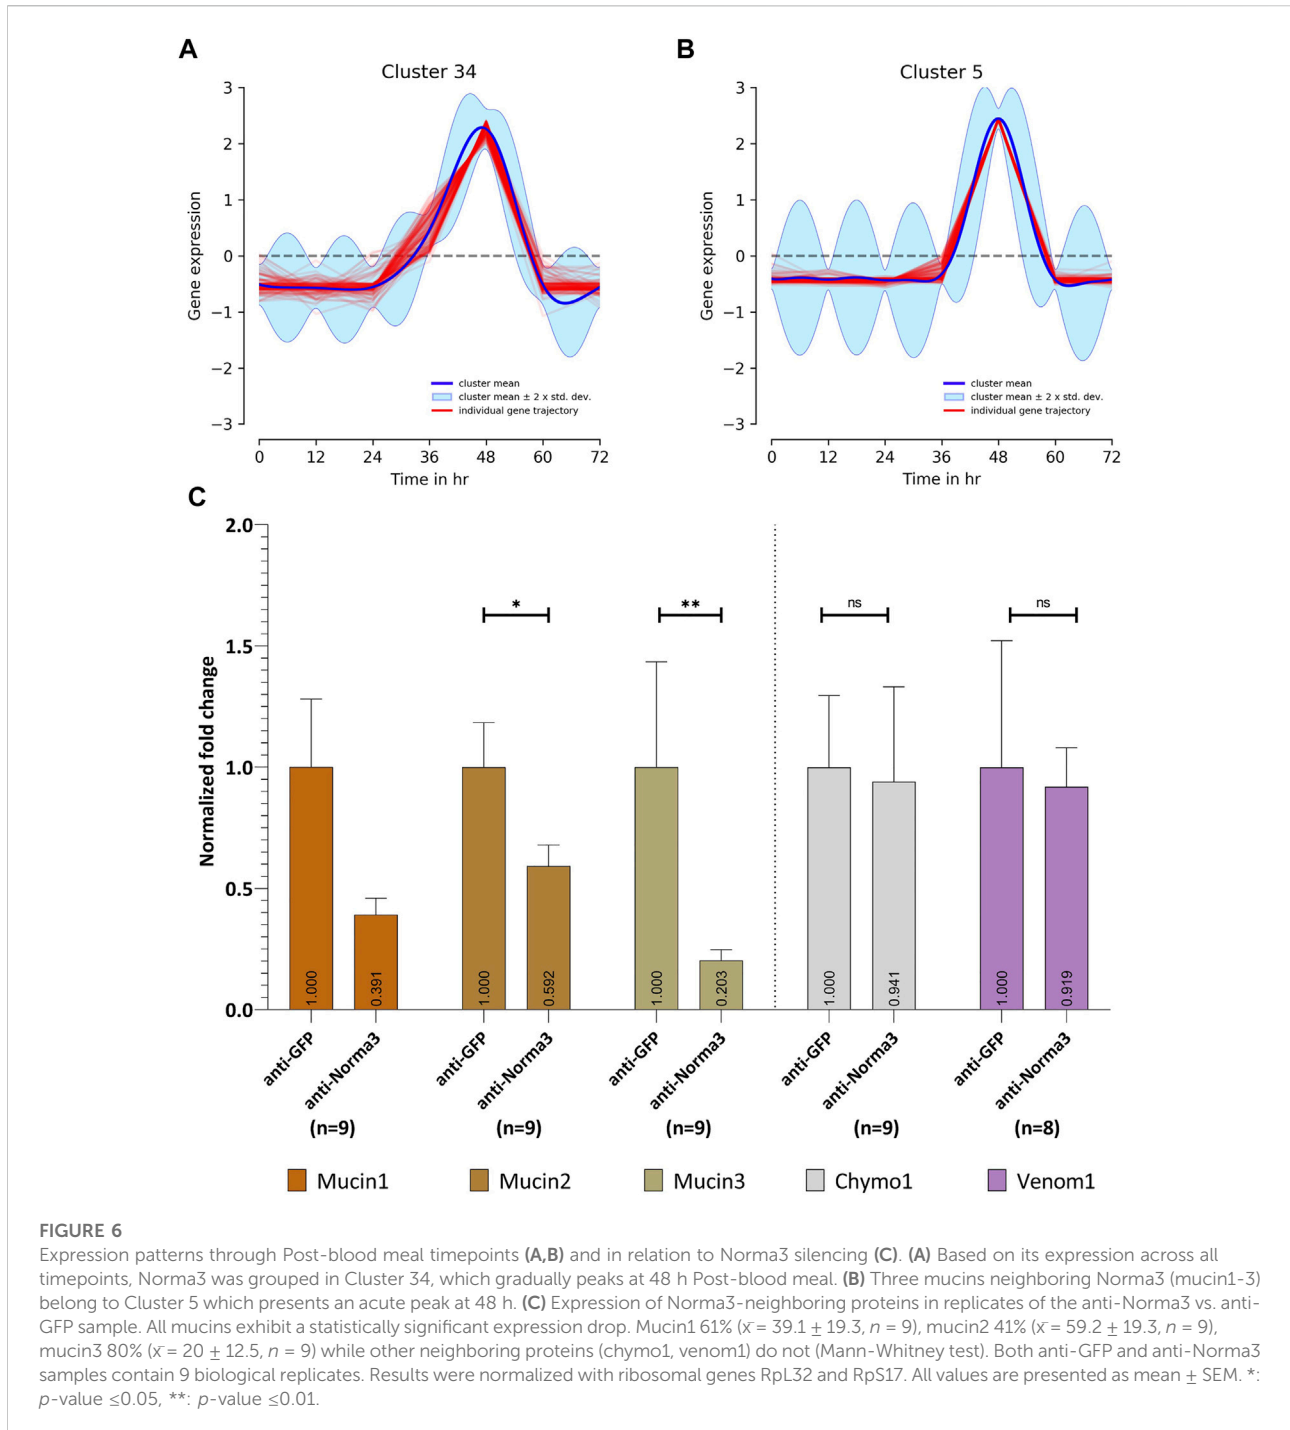 A
Cluster 34
3
2
1
0
−1
−2
−3
Gene expression
cluster mean
cluster mean ± 2 x std. dev.
individual gene trajectory
0 12 24 36 48 60 72
Time in hr
B
Cluster 5
3
2
1
0
−1
−2
−3
Gene expression
cluster mean
cluster mean ± 2 x std. dev.
individual gene trajectory
0 12 24 36 48 60 72
Time in hr
C
2.0
1.5
1.0
0.5
0.0
Normalized fold change
* ** ns ns
1.000 0.391 1.000 0.592 1.000 0.203 1.000 0.941 1.000 0.919
anti-GFP anti-Norma3 anti-GFP anti-Norma3 anti-GFP anti-Norma3 anti-GFP anti-Norma3 anti-GFP anti-Norma3
(n=9) (n=9) (n=9) (n=9) (n=8)
Mucin1 Mucin2 Mucin3 Chymo1 Venom1
FIGURE 6
Expression patterns through Post-blood meal timepoints (A,B) and in relation to Norma3 silencing (C). (A) Based on its expression across all
timepoints, Norma3 was grouped in Cluster 34, which gradually peaks at 48 h Post-blood meal. (B) Three mucins neighboring Norma3 (mucin1-3)
belong to Cluster 5 which presents an acute peak at 48 h. (C) Expression of Norma3-neighboring proteins in replicates of the anti-Norma3 vs. anti-
GFP sample. All mucins exhibit a statistically significant expression drop. Mucin1 61% (x̄ = 39.1 ± 19.3, n = 9), mucin2 41% (x̄ = 59.2 ± 19.3, n = 9),
mucin3 80% (x̄ = 20 ± 12.5, n = 9) while other neighboring proteins (chymo1, venom1) do not (Mann-Whitney test). Both anti-GFP and anti-Norma3
samples contain 9 biological replicates. Results were normalized with ribosomal genes RpL32 and RpS17. All values are presented as mean ± SEM. *:
p-value ≤0.05, **: p-value ≤0.01.